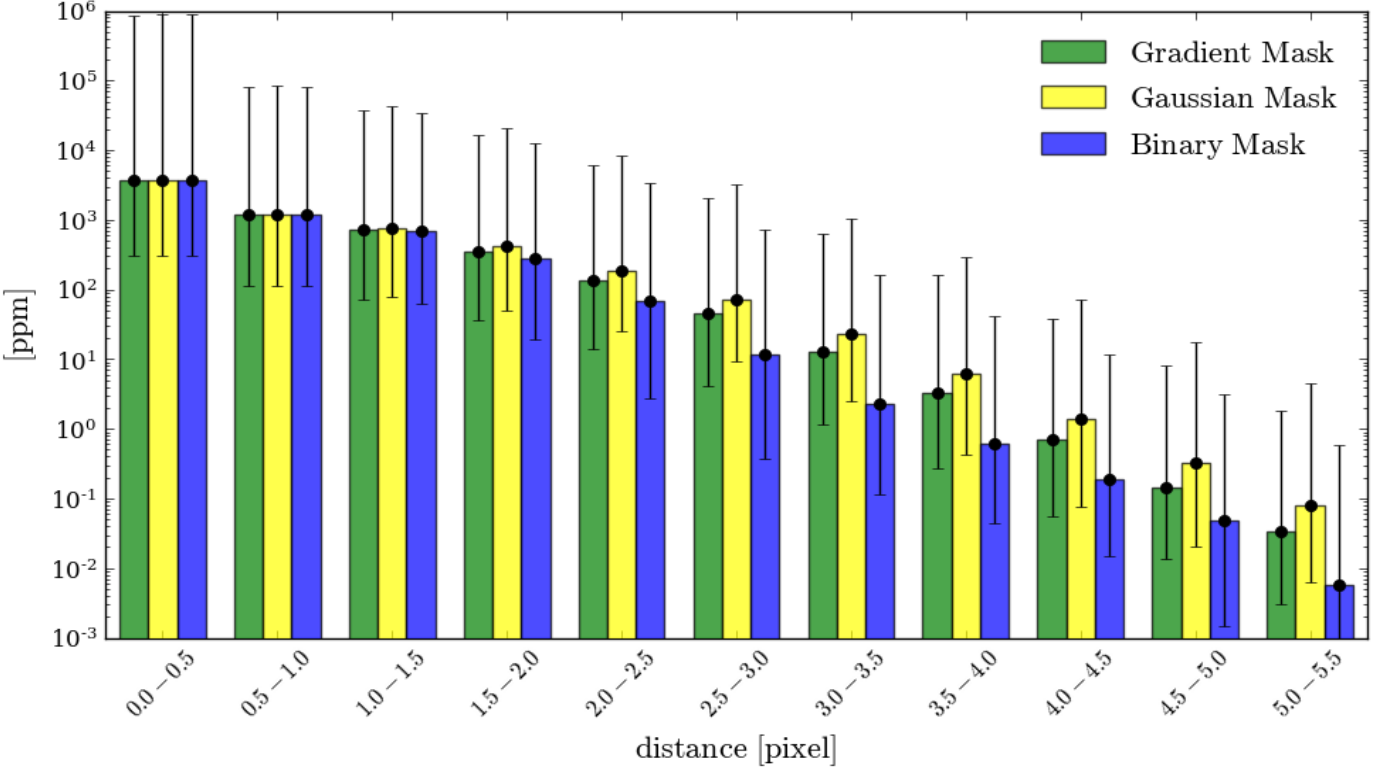 10^6
10^5
10^4
10^3
10^2
10^1
10^0
10^-1
10^-2
10^-3
[ppm]
Gradient Mask
Gaussian Mask
Binary Mask
0.0 − 0.5
0.5 − 1.0
1.0 − 1.5
1.5 − 2.0
2.0 − 2.5
2.5 − 3.0
3.0 − 3.5
3.5 − 4.0
4.0 − 4.5
4.5 − 5.0
5.0 − 5.5
distance [pixel]